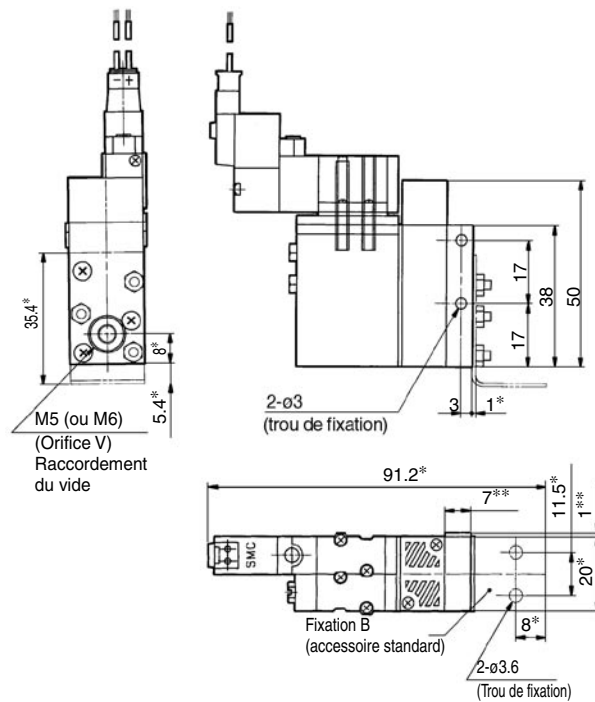 − +
35.4*
8*
5.4*
M5 (ou M6)
(Orifice V)
Raccordement
du vide
17
17
38
50
2-ø3
(trou de fixation)
3
1*
91.2*
7**
11.5*
1**
20*
8*
SMC
Fixation B
(accessoire standard)
2-ø3.6
(Trou de fixation)